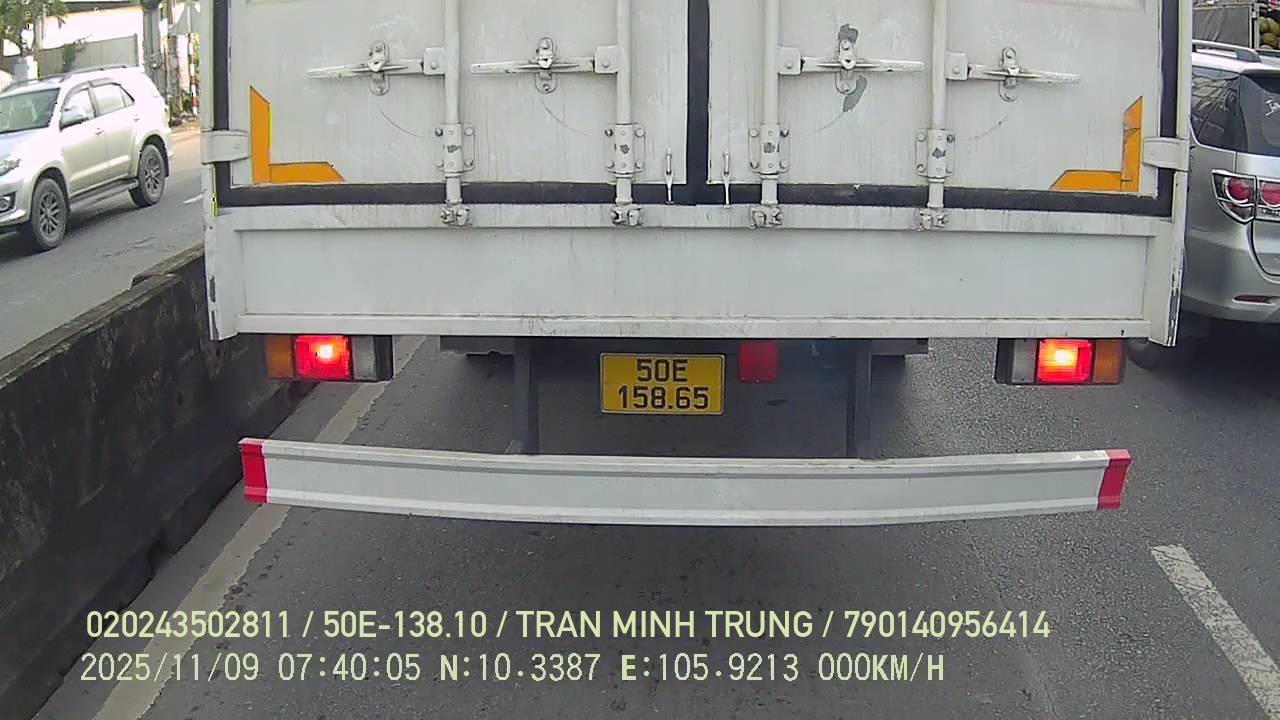 50E
158.65
020243502811 / 50E-138.10 / TRAN MINH TRUNG / 790140956414
2025/11/09 07:40:05 N:10.3387 E:105.9213 000KM/H